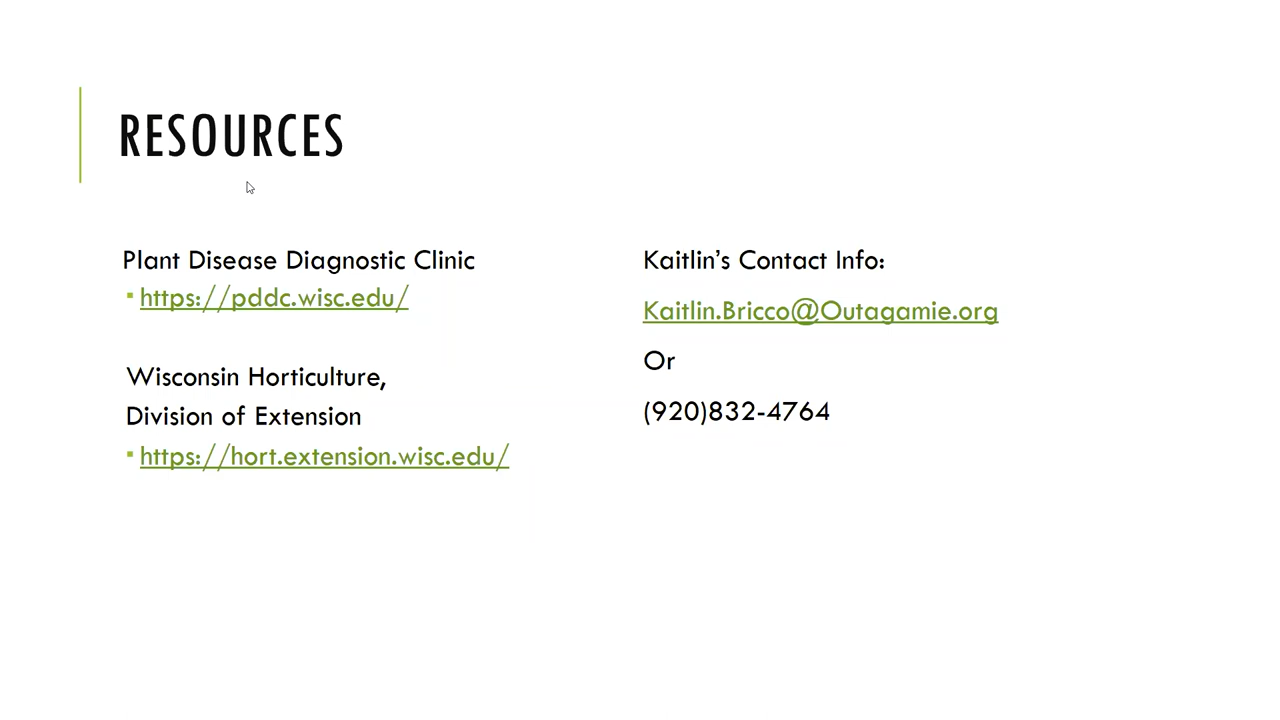 RESOURCES
Plant Disease Diagnostic Clinic
▪ https://pddc.wisc.edu/
Wisconsin Horticulture,
Division of Extension
▪ https://hort.extension.wisc.edu/
Kaitlin’s Contact Info:
Kaitlin.Bricco@Outagamie.org
Or
(920)832-4764